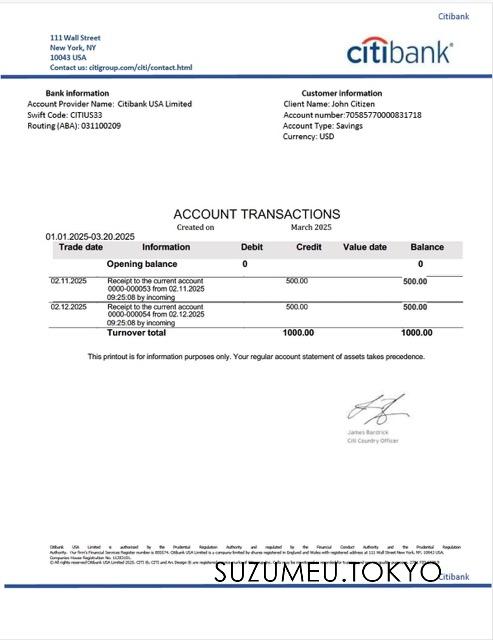 Citibank
111 Wall Street
New York, NY
10043 USA
Contact us: citigroup.com/citi/contact.html
citibank®
Bank information
Account Provider Name: Citibank USA Limited
Swift Code: CITIUS33
Routing (ABA): 031100209
Customer information
Client Name: John Citizen
Account number:70585770000831718
Account Type: Savings
Currency: USD
ACCOUNT TRANSACTIONS
Created on March 2025
01.01.2025-03.20.2025
Trade date Information Debit Credit Value date Balance
Opening balance 0 0
02.11.2025 Receipt to the current account 500.00 500.00
0000-000053 from 02.11.2025
09:25:08 by incoming
02.12.2025 Receipt to the current account 500.00 500.00
0000-000054 from 02.12.2025
09:25:08 by incoming
Turnover total 1000.00 1000.00
This printout is for information purposes only. Your regular account statement of assets takes precedence.
James Bardrick
Citi Country Officer
Citibank USA Limited is authorised by the Prudential Regulation Authority and regulated by the Financial Conduct Authority and the Prudential Regulation
Authority. Our firm's Financial Services Register number is 805574. Citibank USA Limited is a company limited by shares registered in England and Wales with registered address at 111 Wall Street New York, NY, 10043 USA.
Companies House Registration No.
© All rights reserved Citibank USA Limited 2025. CITI, and Arc Design are
SUZUMEU.TOKYO
Citibank